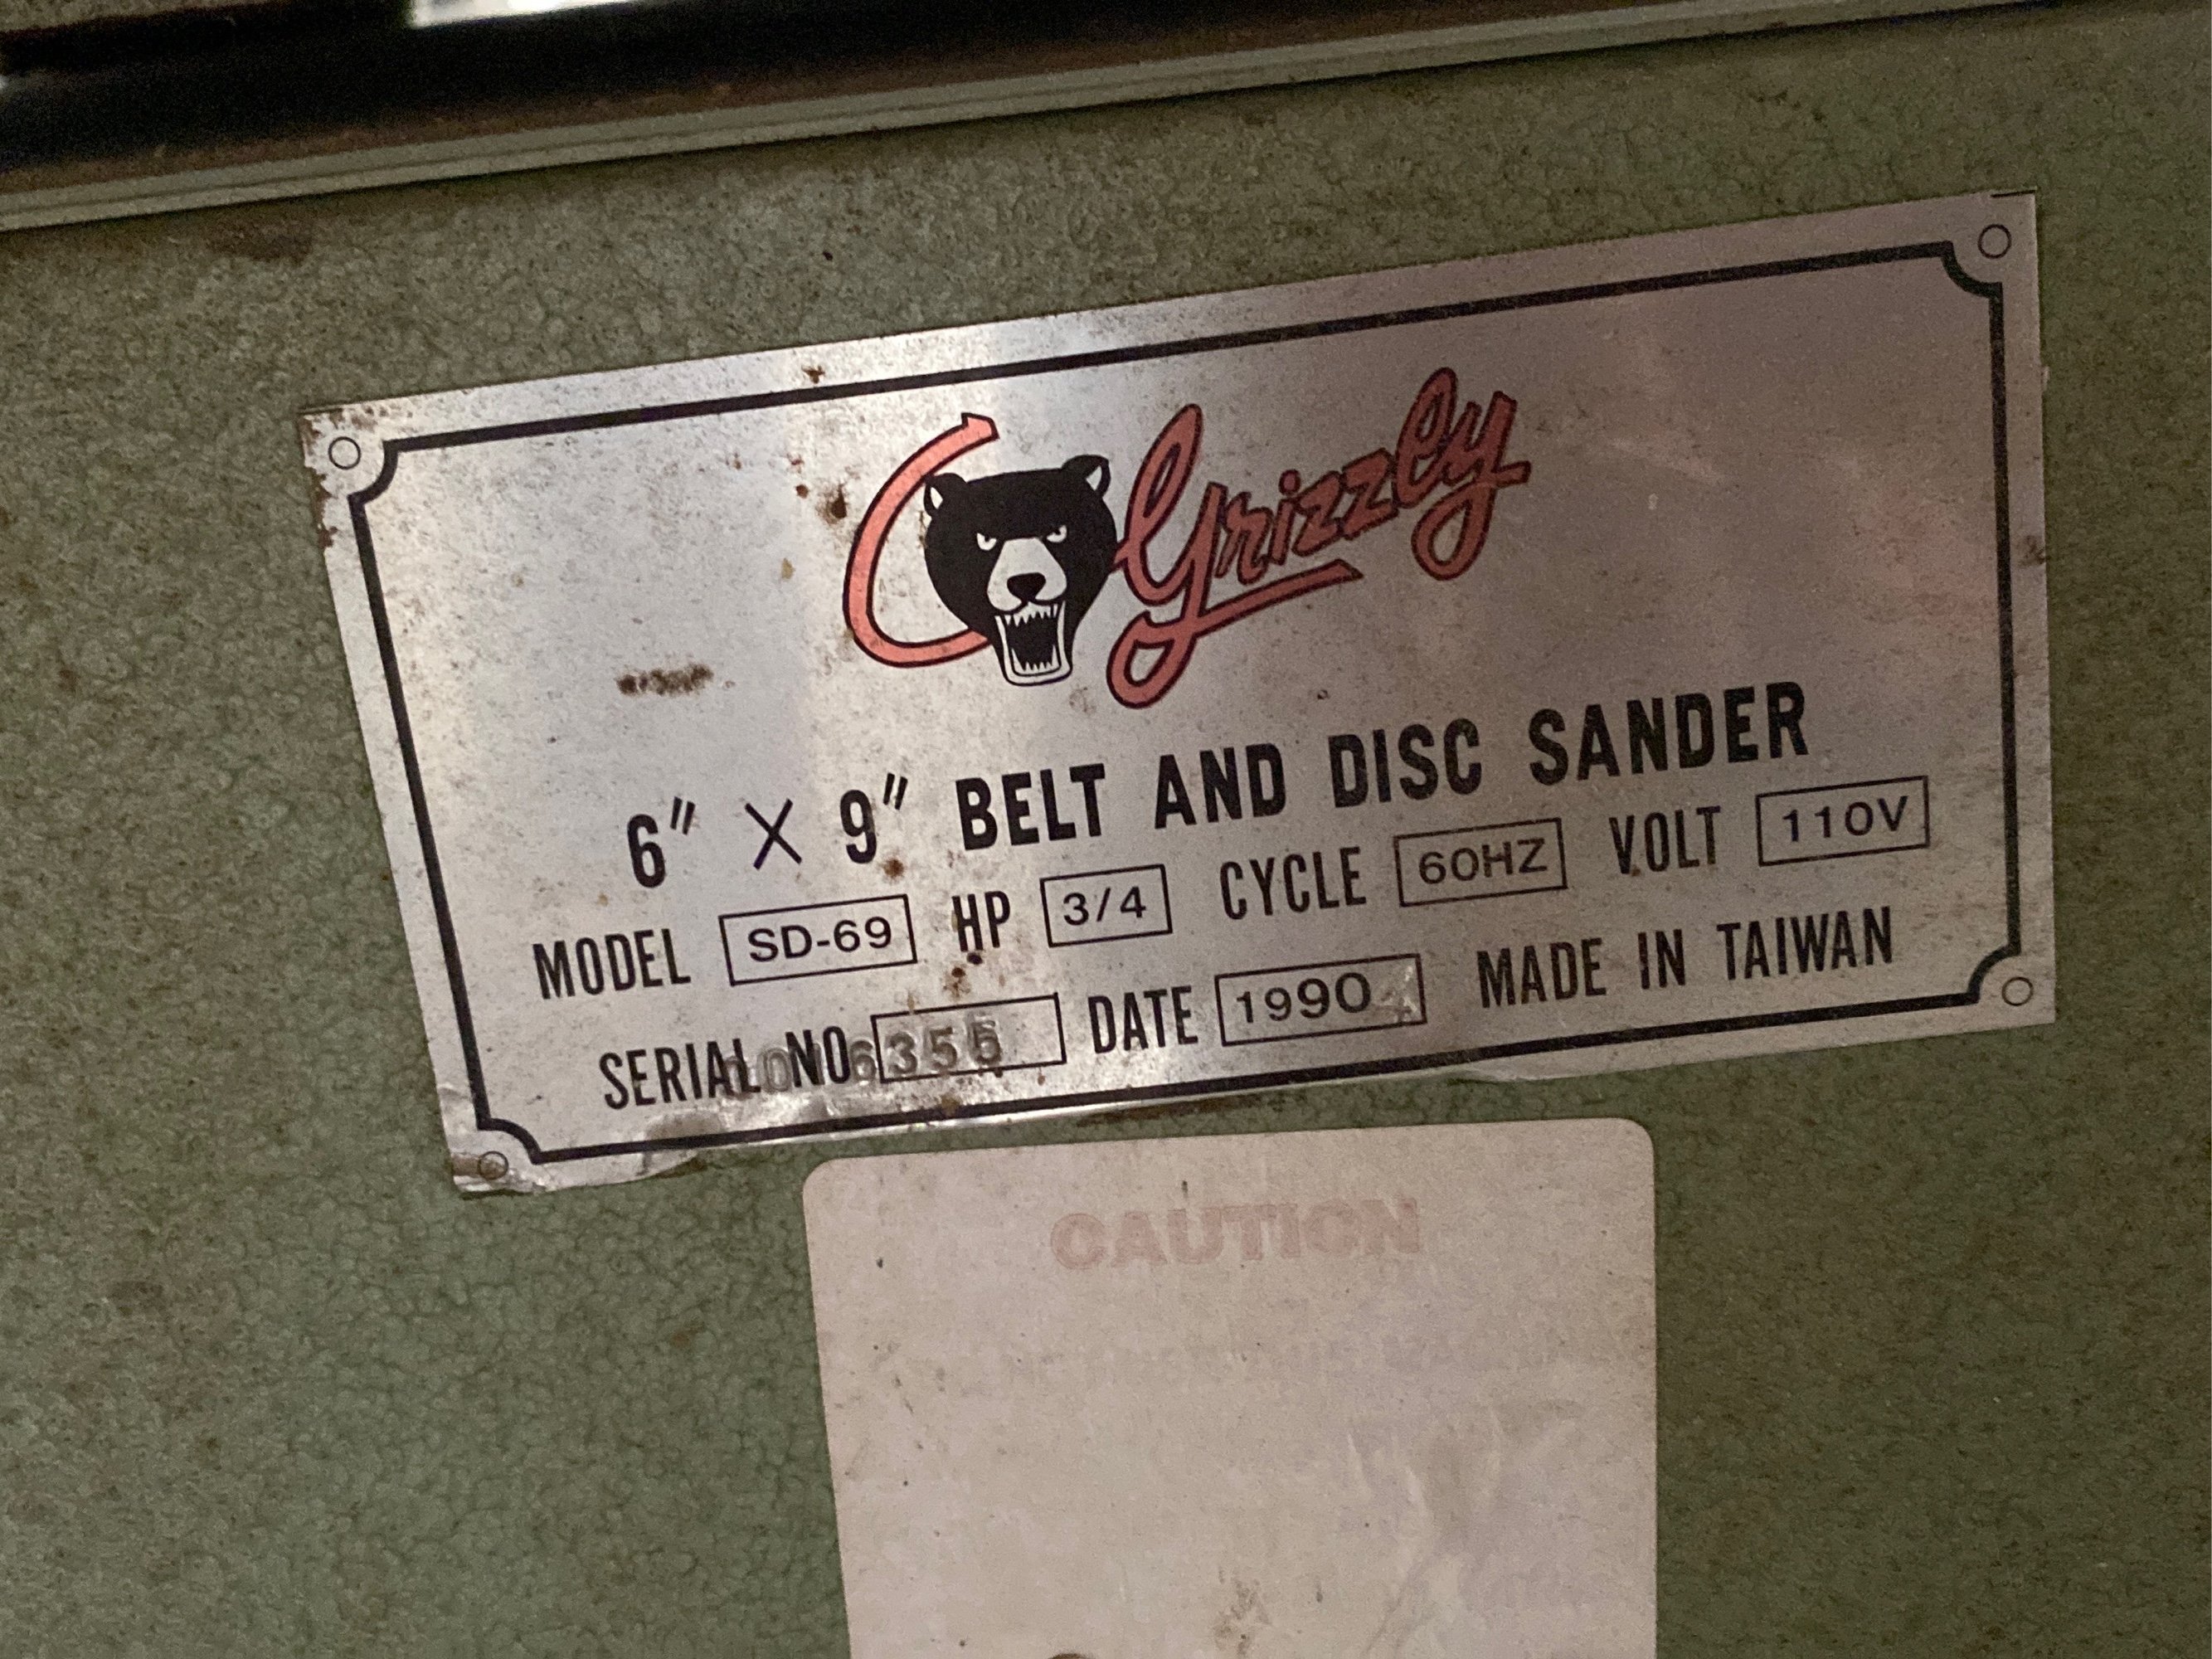 Grizzly
6" X 9" BELT AND DISC SANDER
MODEL SD-69 HP 3/4 CYCLE 60HZ VOLT 110V
SERIAL NO DATE 1990 MADE IN TAIWAN
CAUTION